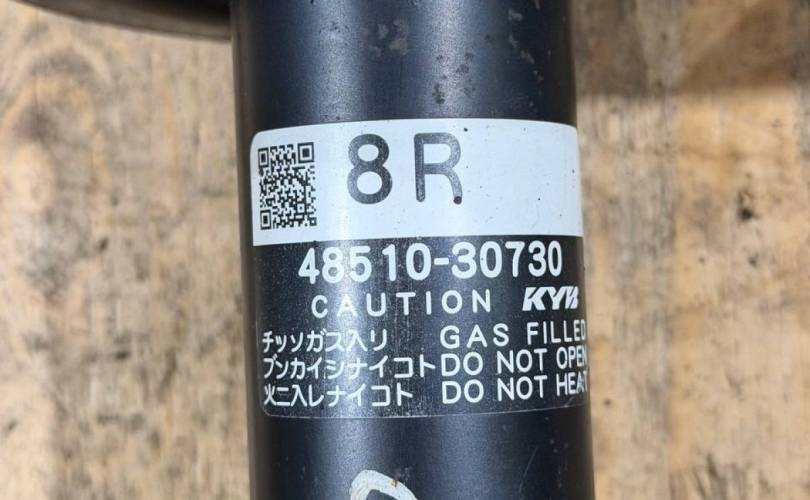 8R
48510-30730
CAUTION KYB
チッソガス入リ GAS FILLED
ブンカイシナイコト DO NOT OPEN
火ニ入レナイコト DO NOT HEAT